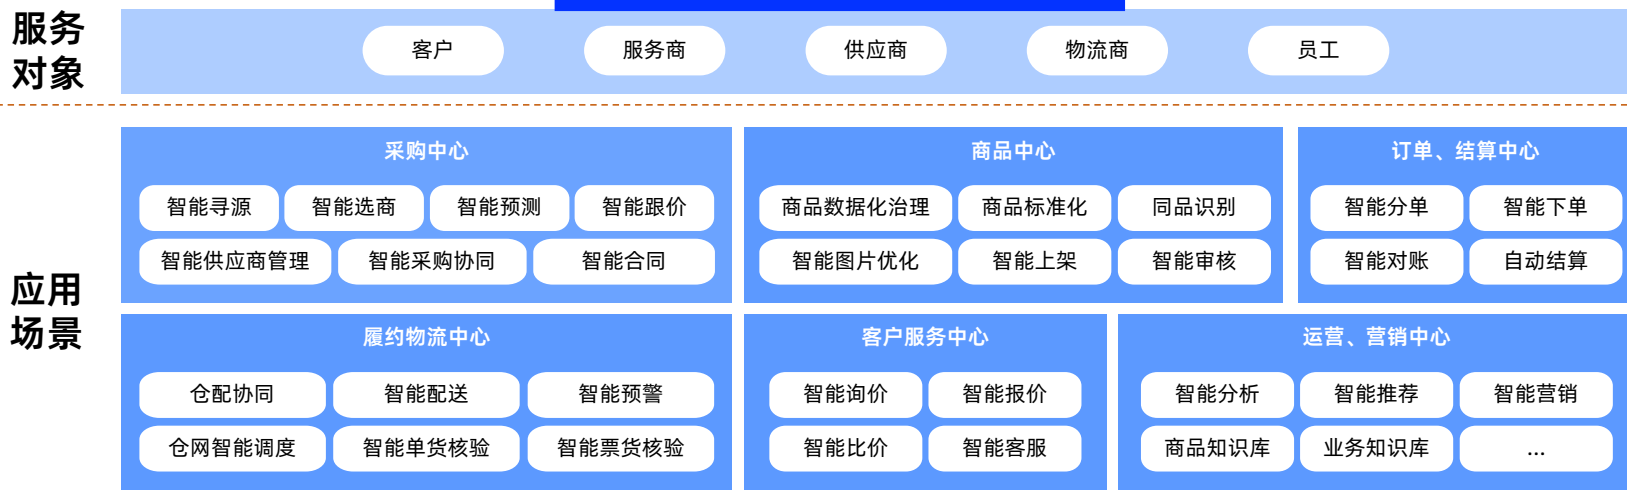 服务
对象
客户 服务商 供应商 物流商 员工
应用
场景
采购中心
智能寻源 智能选商 智能预测 智能跟价
智能供应商管理 智能采购协同 智能合同
商品中心
商品数据化治理 商品标准化 同品识别
智能图片优化 智能上架 智能审核
订单、结算中心
智能分单 智能下单
智能对账 自动结算
履约物流中心
仓配协同 智能配送 智能预警
仓网智能调度 智能单货核验 智能票货核验
客户服务中心
智能询价 智能报价
智能比价 智能客服
运营、营销中心
智能分析 智能推荐 智能营销
商品知识库 业务知识库 ...